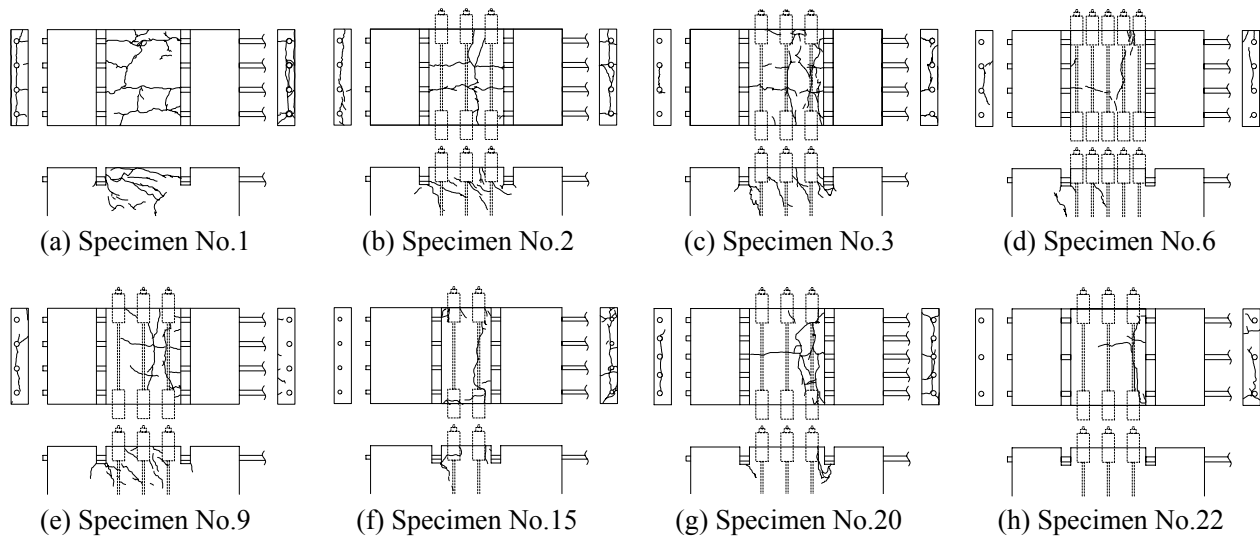 (a) Specimen No.1
(b) Specimen No.2
(c) Specimen No.3
(d) Specimen No.6
(e) Specimen No.9
(f) Specimen No.15
(g) Specimen No.20
(h) Specimen No.22